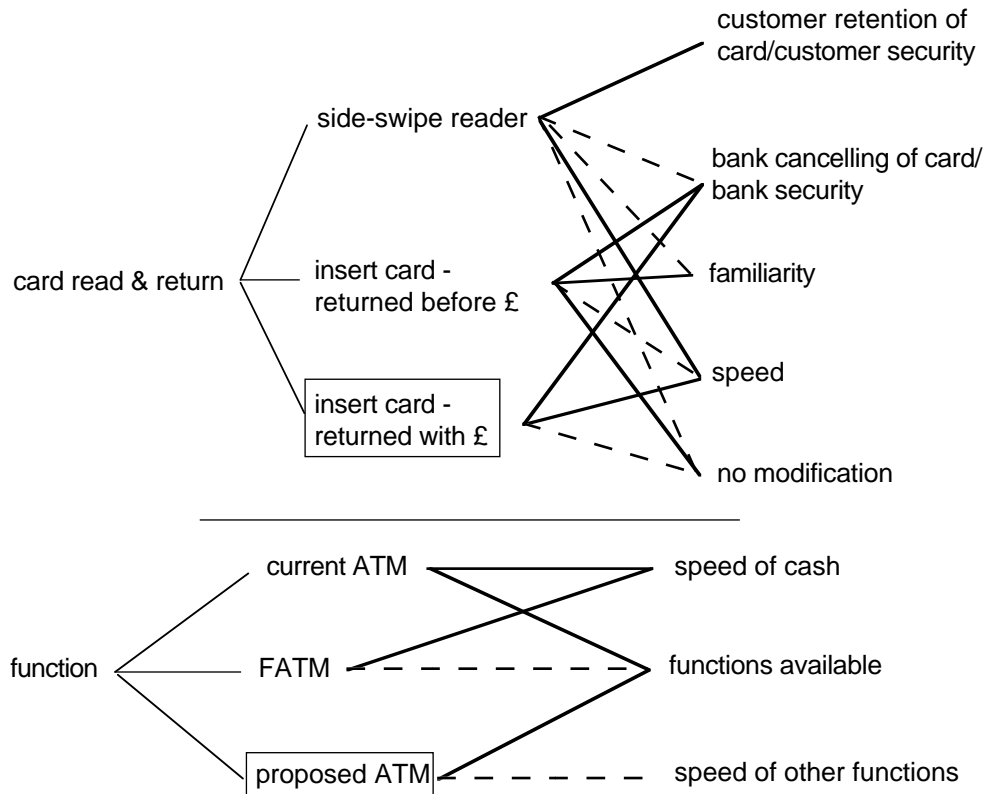 customer retention of
card/customer security
side-swipe reader
bank cancelling of card/
bank security
card read & return
insert card -
returned before £
familiarity
speed
insert card -
returned with £
no modification
current ATM
speed of cash
function
FATM
functions available
proposed ATM
speed of other functions